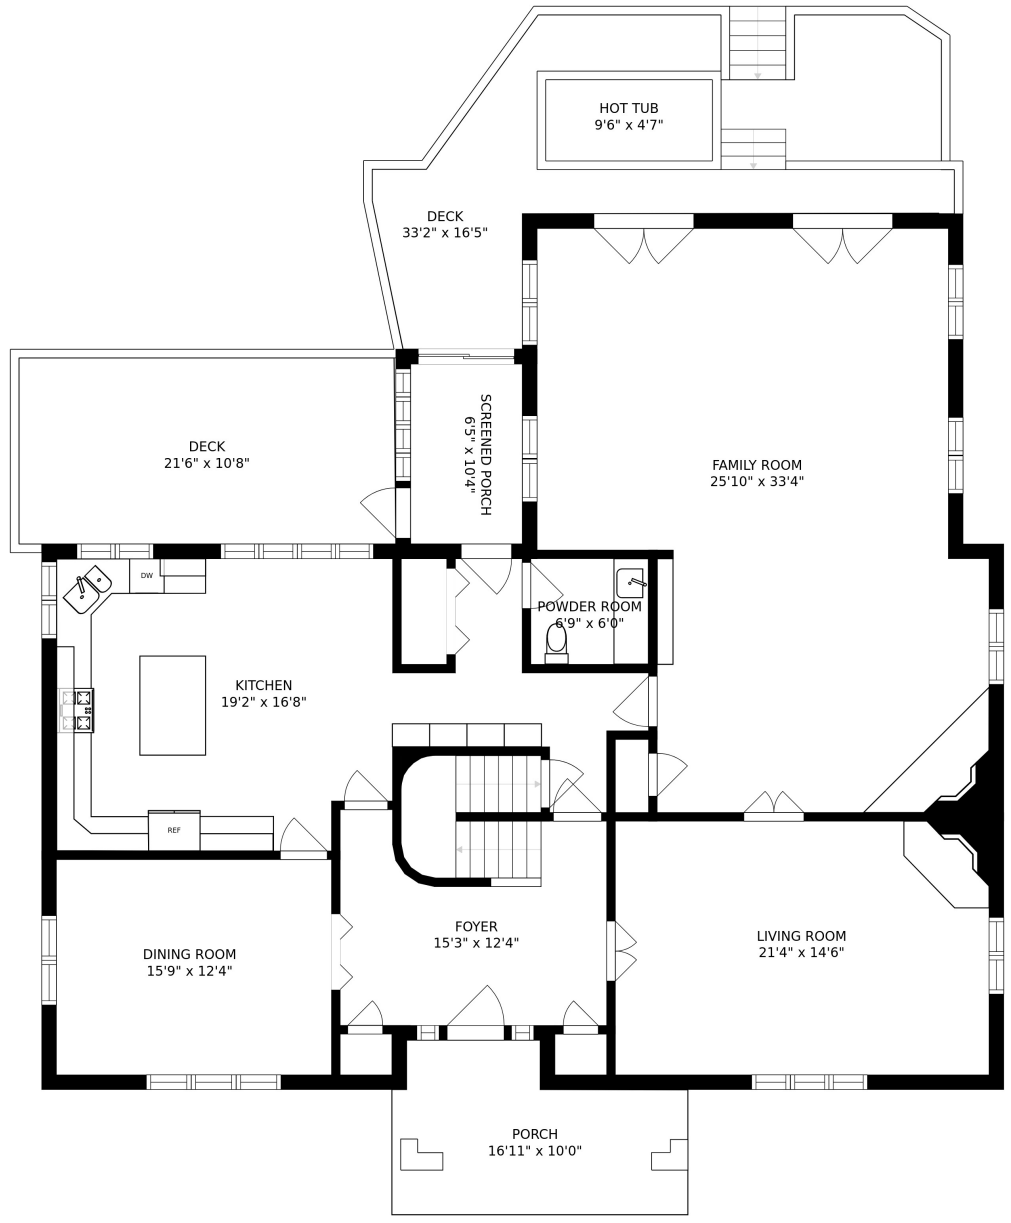 HOT TUB
9'6" x 4'7"
DECK
33'2" x 16'5"
DECK
21'6" x 10'8"
SCREENED PORCH
6'5" x 10'4"
FAMILY ROOM
25'10" x 33'4"
DW
POWDER ROOM
6'9" x 6'0"
KITCHEN
19'2" x 16'8"
REF
FOYER
15'3" x 12'4"
LIVING ROOM
21'4" x 14'6"
DINING ROOM
15'9" x 12'4"
PORCH
16'11" x 10'0"